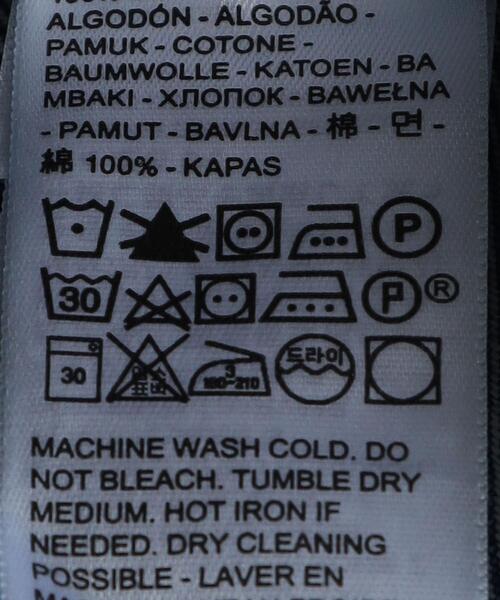 ALGODÓN - ALGODÃO -
PAMUK - COTONE -
BAUMWOLLE - KATOEN - BA
MBAKI - ХЛОПОК - BAWEŁNA
- PAMUT - BAVLNA - 棉 - 면 -
綿 100% - KAPAS
P
30 P ®
30 3 180~210 드라이
MACHINE WASH COLD. DO
NOT BLEACH. TUMBLE DRY
MEDIUM. HOT IRON IF
NEEDED. DRY CLEANING
POSSIBLE - LAVER EN